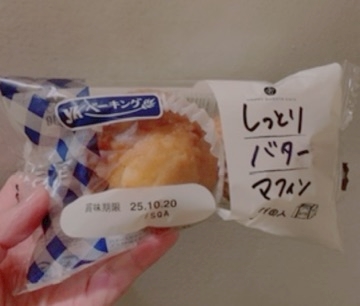 ベーキング
しっとり
バター
マフィン
賞味期限 25.10.20
/SQA